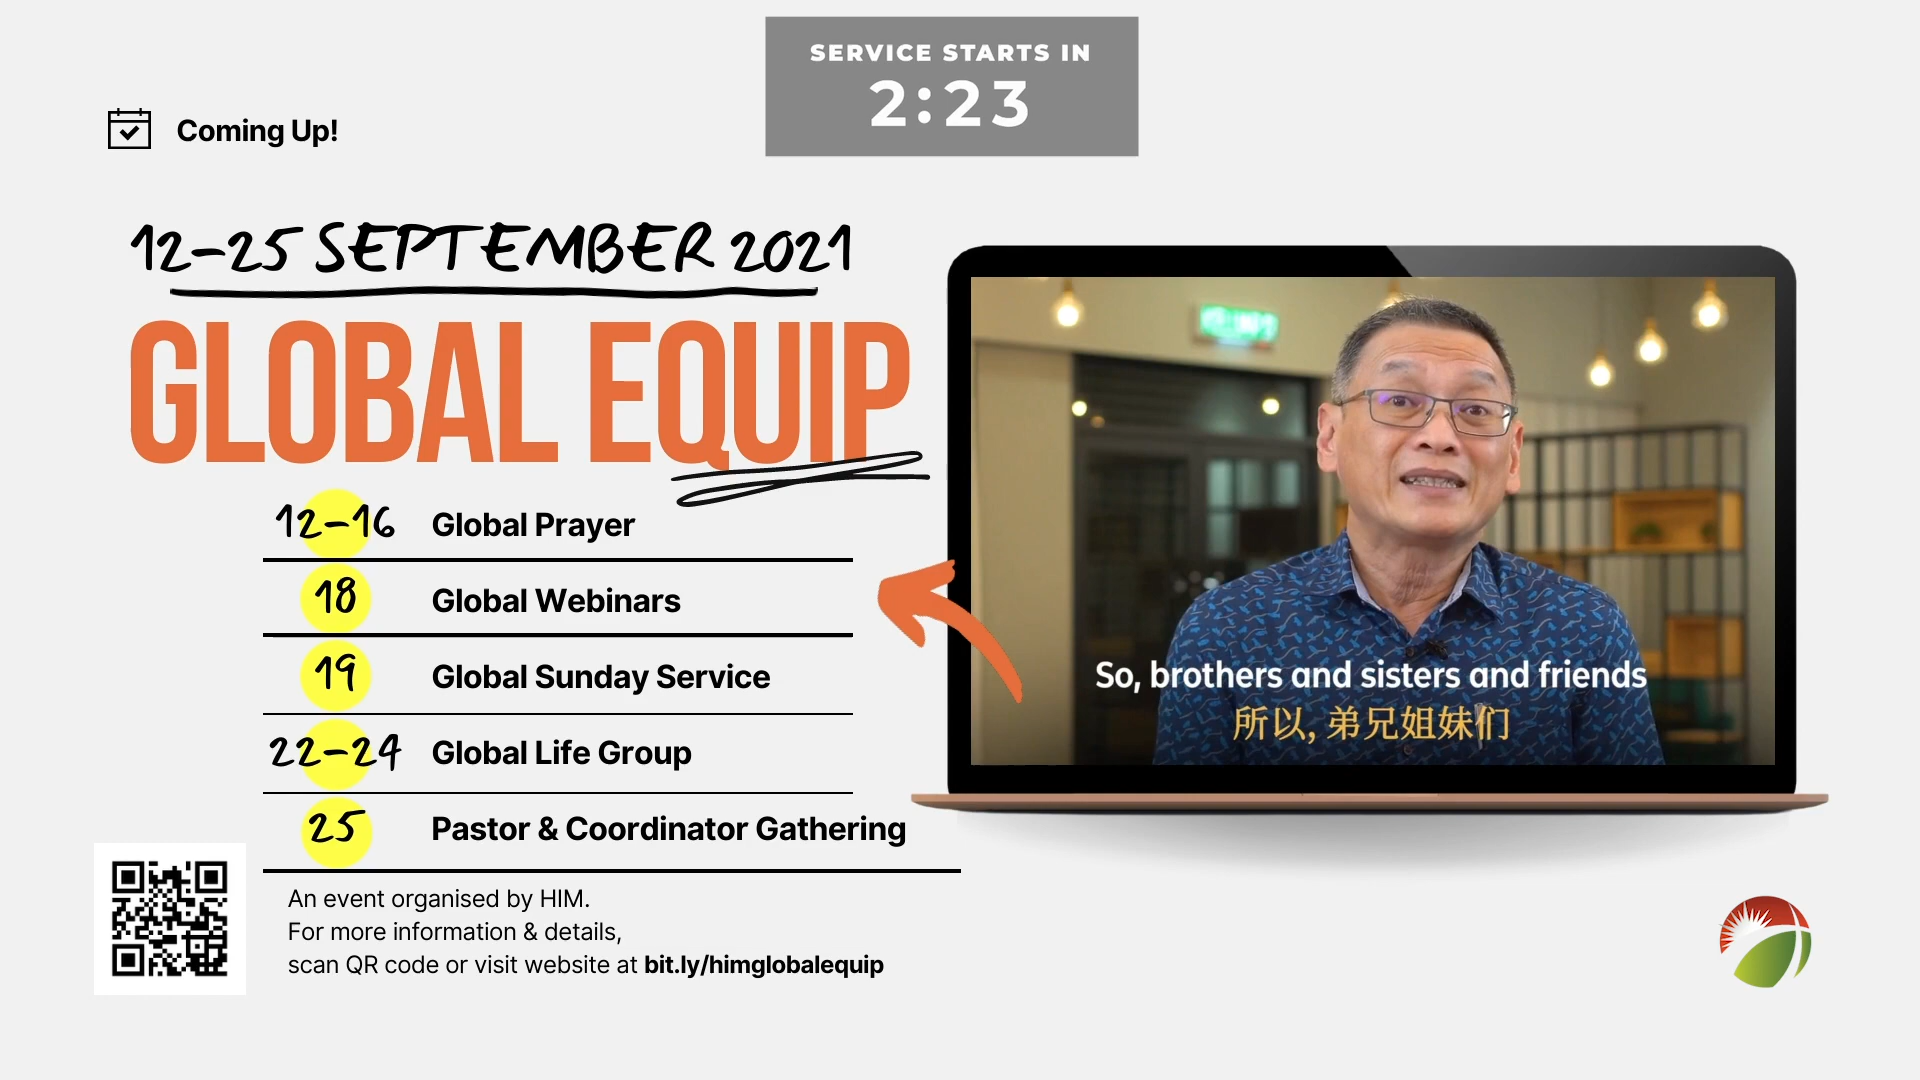 SERVICE STARTS IN
2:23
Coming Up!
12-25 SEPTEMBER 2021
GLOBAL EQUIP
12-16 Global Prayer
18 Global Webinars
19 Global Sunday Service
22-24 Global Life Group
25 Pastor & Coordinator Gathering
An event organised by HIM.
For more information & details,
scan QR code or visit website at bit.ly/himglobalequip
So, brothers and sisters and friends
所以, 弟兄姐妹们